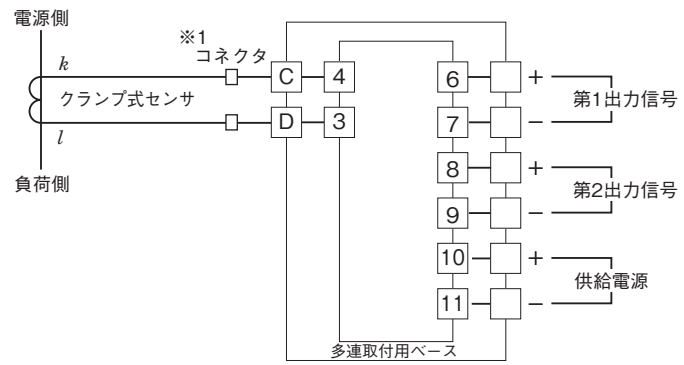 電源側
※1
コネクタ
k
クランプ式センサ
l
負荷側
C
4
D
3
6
+
7
−
第1出力信号
8
+
9
−
第2出力信号
10
+
11
−
供給電源
多連取付用ベース